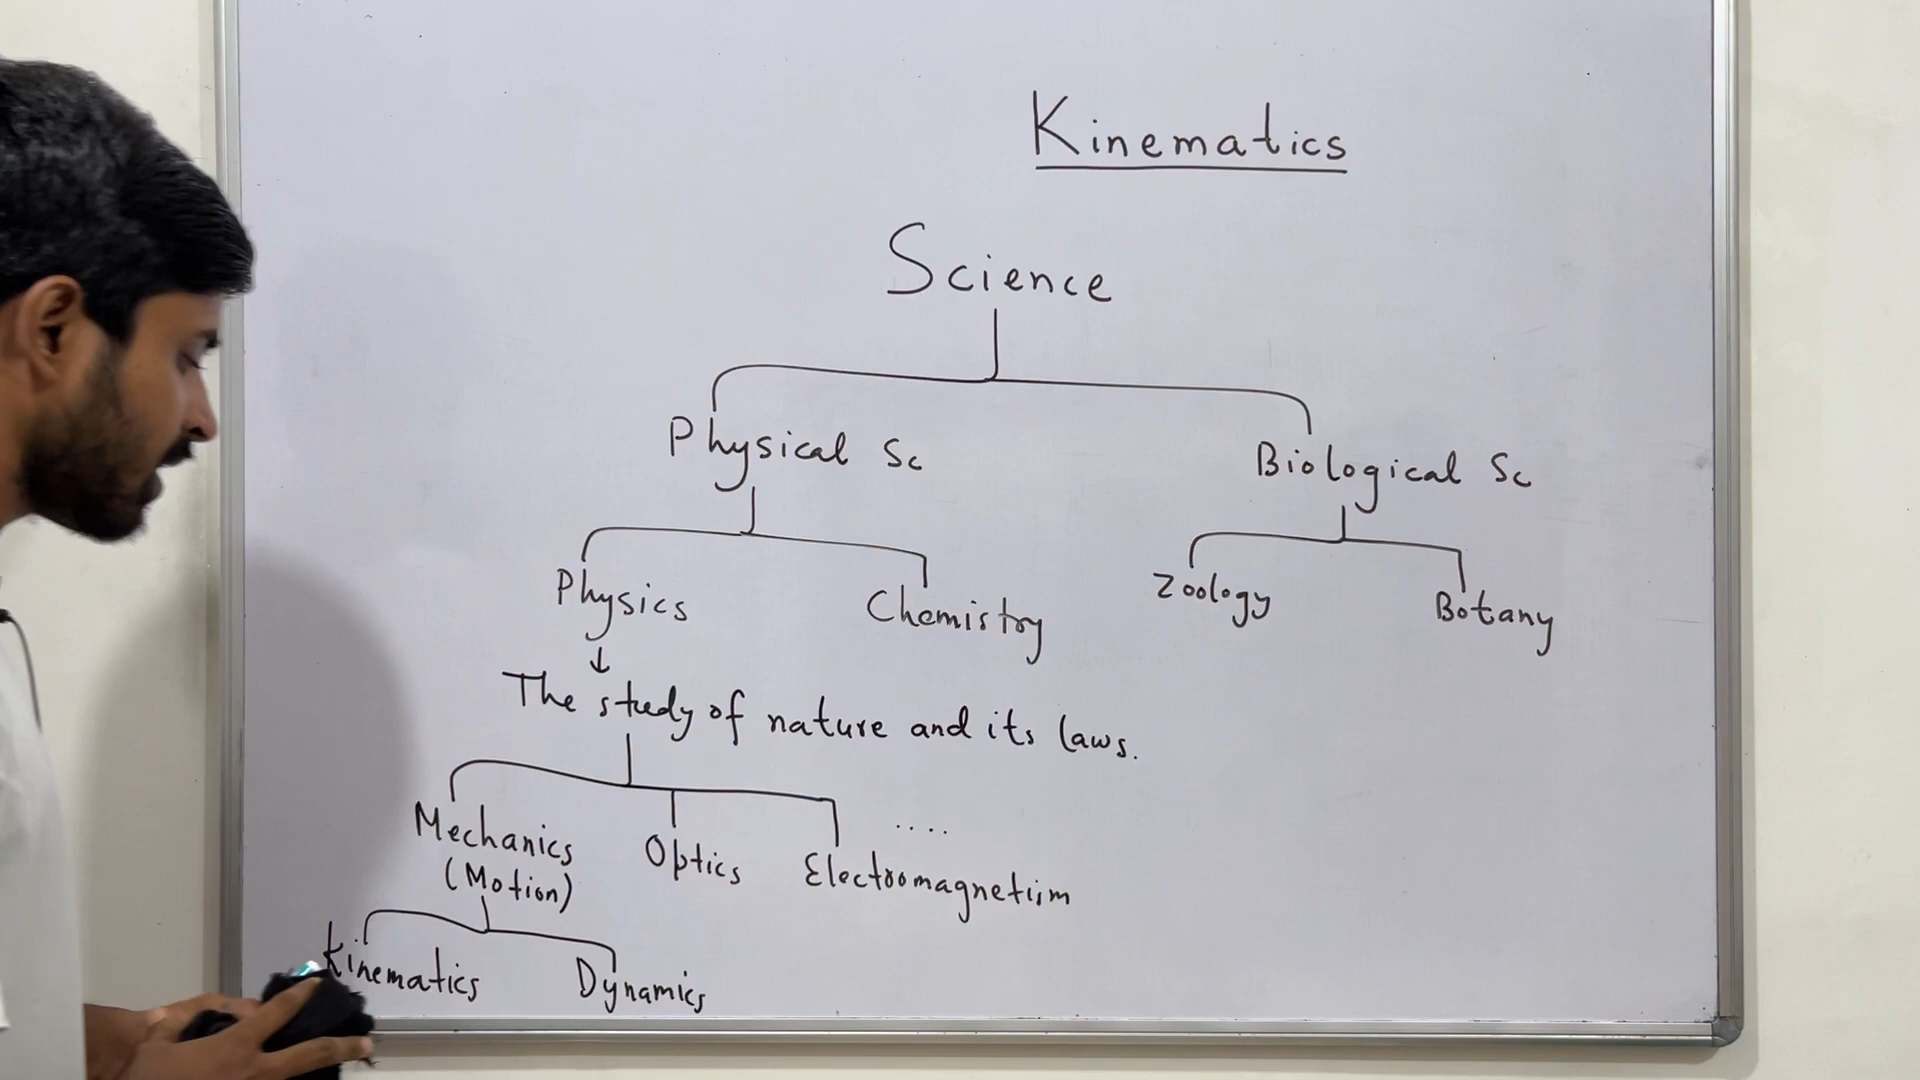 Kinematics
Science
Physical Sc
Biological Sc
Physics
Chemistry
Zoology
Botany
The study of nature and its laws.
Mechanics
Optics
Electromagnetism
....
(Motion)
Kinematics
Dynamics